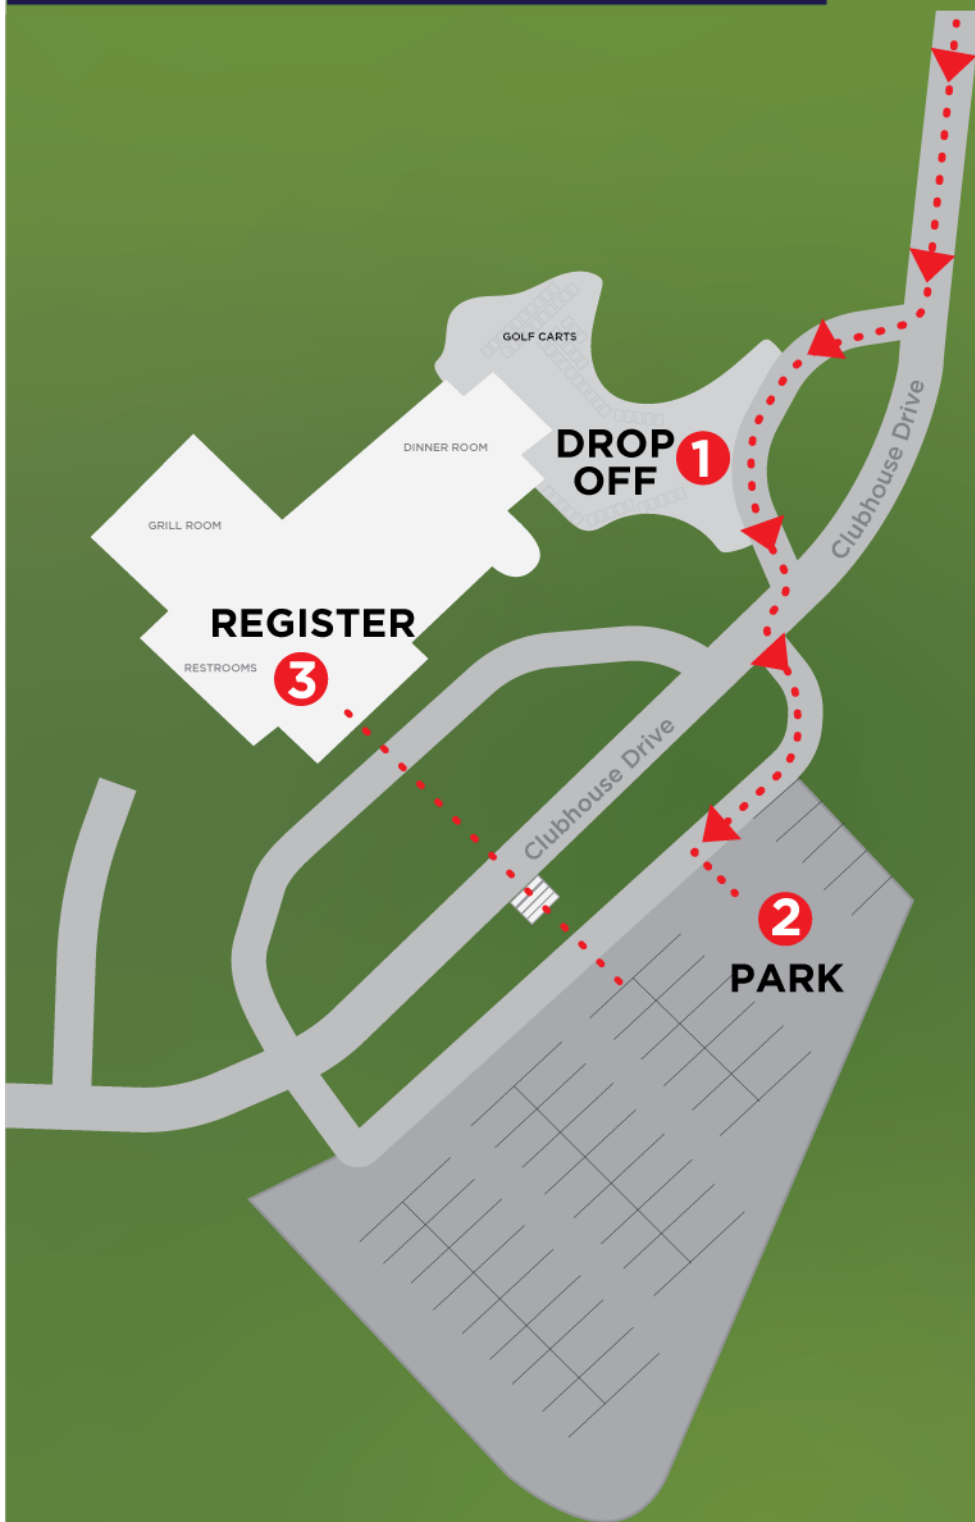 GOLF CARTS
DINNER ROOM
DROP
OFF
1
Clubhouse Drive
GRILL ROOM
REGISTER
RESTROOMS
3
Clubhouse Drive
2
PARK